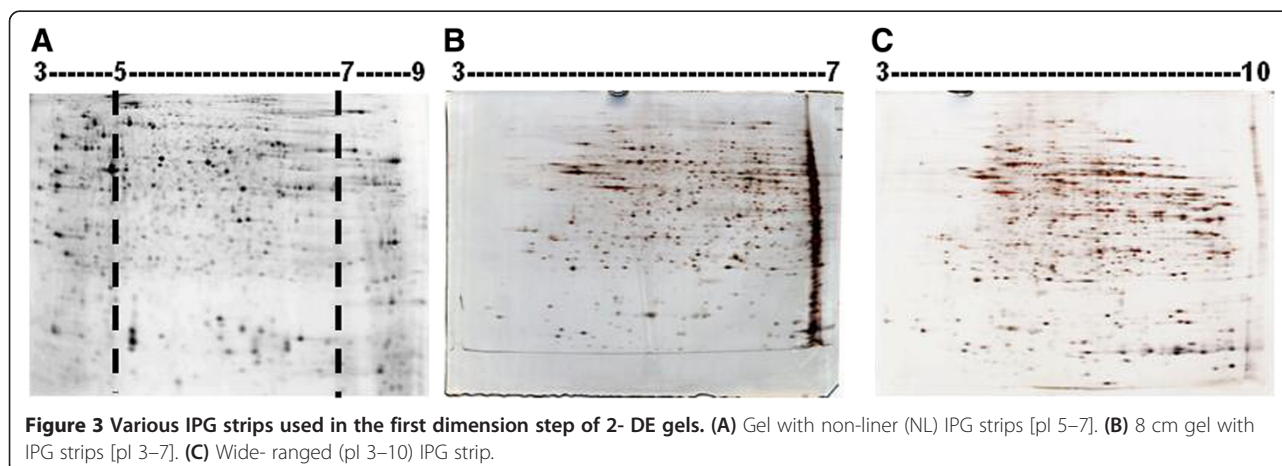 A
3-------5---------------------7------9
B
3-----------------------------------7
C
3-----------------------------------10
Figure 3 Various IPG strips used in the first dimension step of 2- DE gels. (A) Gel with non-liner (NL) IPG strips [pI 5–7]. (B) 8 cm gel with
IPG strips [pI 3–7]. (C) Wide- ranged (pI 3–10) IPG strip.